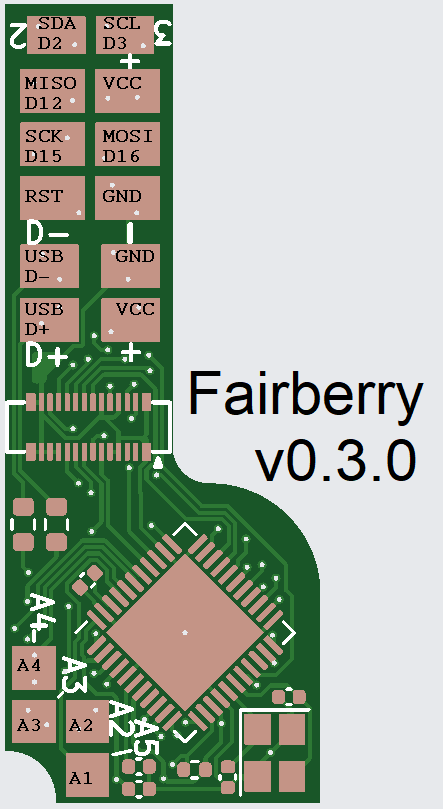 2 SDA D2 SCL D3 3
+
MISO D12 VCC
SCK D15 MOSI D16
RST GND
D- -
USB D- GND
USB D+ VCC
D+ +
Fairberry
v0.3.0
A4-
A4 A3
A3 A2 A2 A5
A1